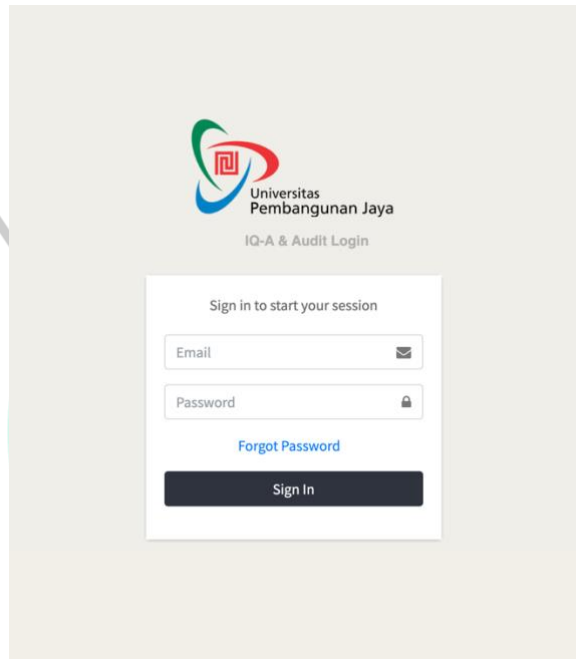 Universitas
Pembangunan Jaya
IQ-A & Audit Login
Sign in to start your session
Email
Password
Forgot Password
Sign In